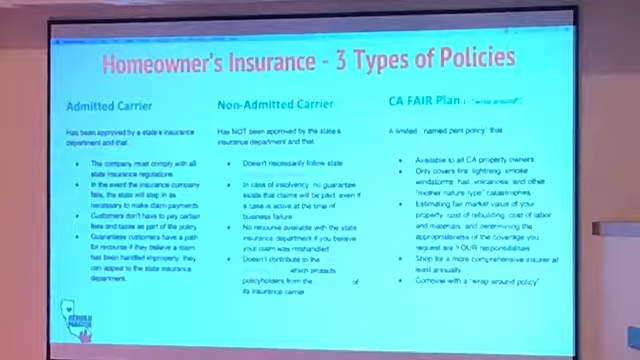 Homeowner's Insurance - 3 Types of Policies
Admitted Carrier
Has been approved by a state's insurance
department and that
The company must comply with all
state insurance regulations
In the event the insurance company
fails, the state will step in as
necessary to make claim payments
Customers don't have to pay certain
fees and taxes as part of the policy
Guarantees customers have a path
for recourse if they believe a claim
has been handled improperly; they
can appeal to the state insurance
department.
Non-Admitted Carrier
Has NOT been approved by the state's
insurance department and that
Doesn't necessarily follow state
In case of insolvency, no guarantee
exists that claims will be paid, even if
a case is active at the time of
business failure
No recourse available with the state
insurance department if you believe
your claim was mishandled
Doesn't contribute to the
which protects
policyholders from the of
its insurance carrier
CA FAIR Plan (+ "wrap around")
A limited, "named peril policy" that
Available to all CA property owners
Only covers fire, lightning, smoke
windstorms, hail, volcanoes, and other
"mother nature type" catastrophes
Estimating fair market value of your
property, cost of rebuilding, cost of labor
and materials, and determining the
appropriateness of the coverage you
request are YOUR responsibilities
Shop for a more comprehensive insurer at
least annually
Combine with a "wrap around policy"
REBUILD
PARADISE